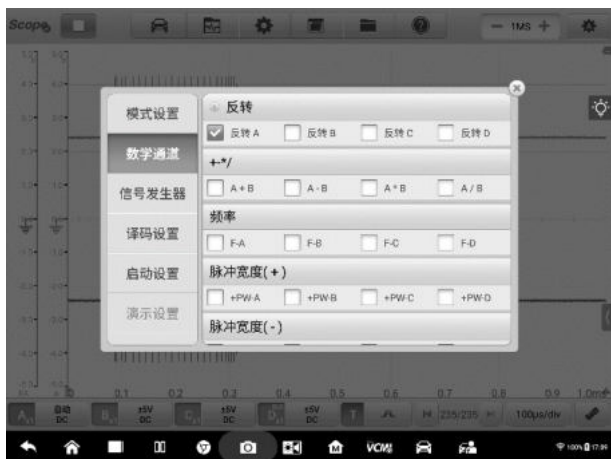 Scope
1MS
模式设置
数学通道
信号发生器
译码设置
启动设置
演示设置
反转
反转 A 反转 B 反转 C 反转 D
+-*/
A + B A - B A * B A / B
频率
F-A F-B F-C F-D
脉冲宽度(+)
+PW-A +PW-B +PW-C +PW-D
脉冲宽度(-)
0.1 0.2 0.3 0.4 0.5 0.6 0.7 0.8 0.9 1.0ms
A 自动 DC B ±5V DC C ±5V DC D ±5V DC T 235/235 100μs/div
VCMI 100% 17:09